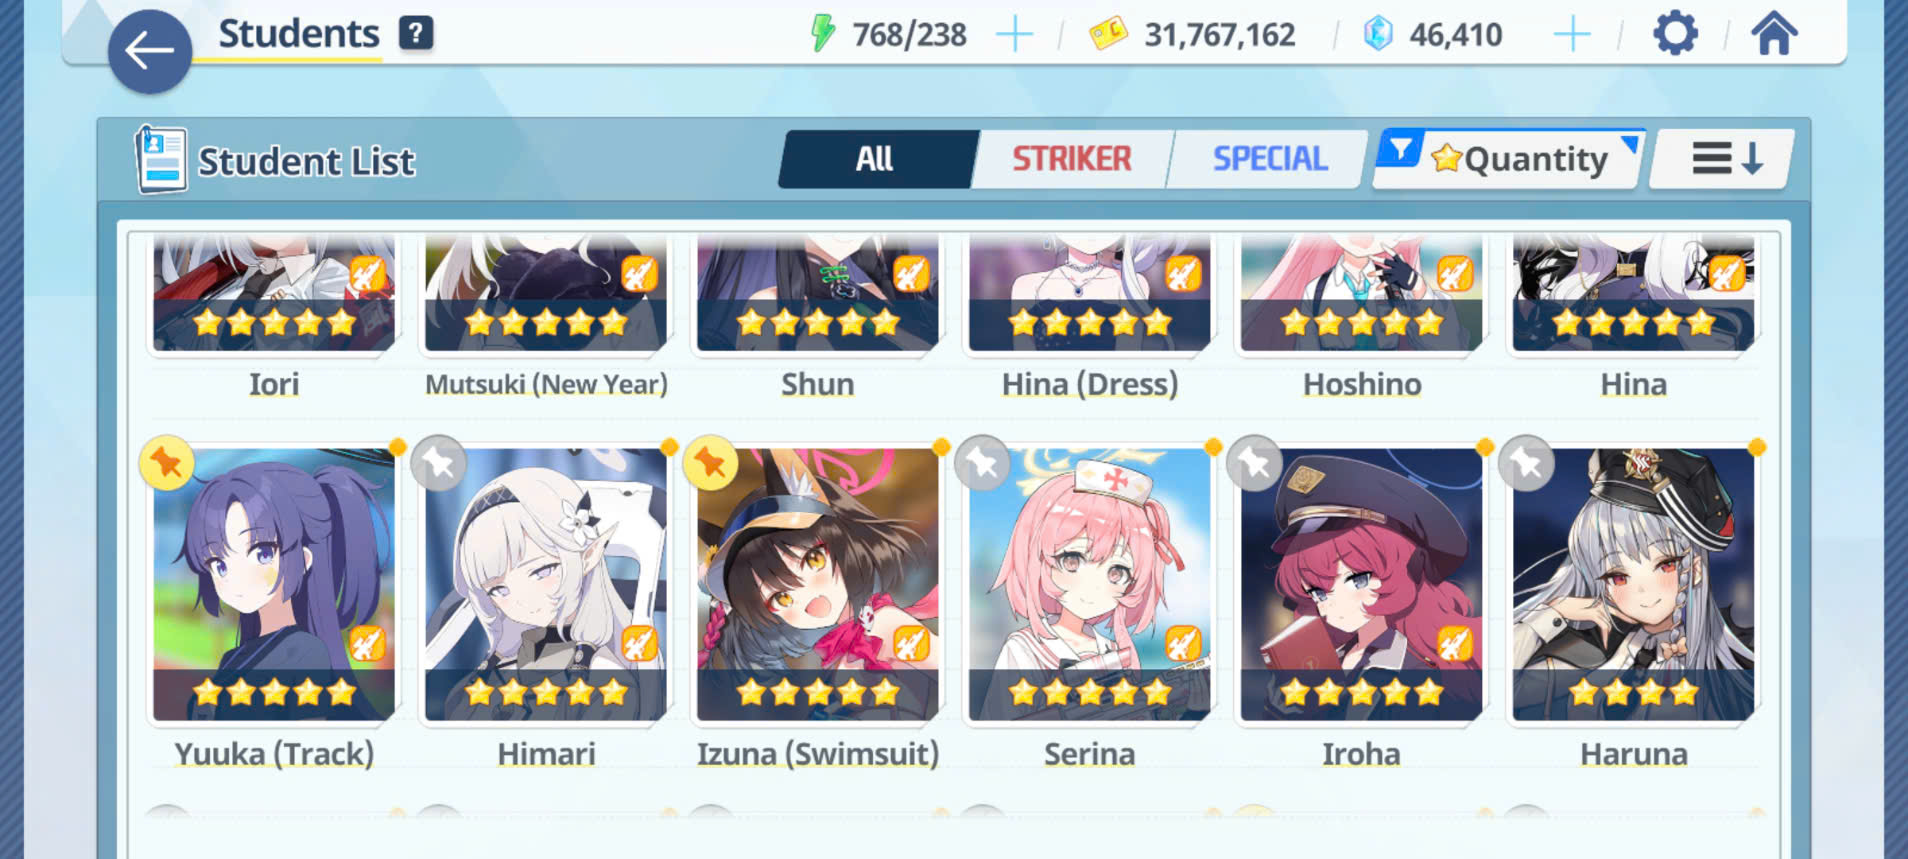 Students ?
768/238
31,767,162
46,410
Student List
All
STRIKER
SPECIAL
Quantity
Iori
Mutsuki (New Year)
Shun
Hina (Dress)
Hoshino
Hina
Yuuka (Track)
Himari
Izuna (Swimsuit)
Serina
Iroha
Haruna